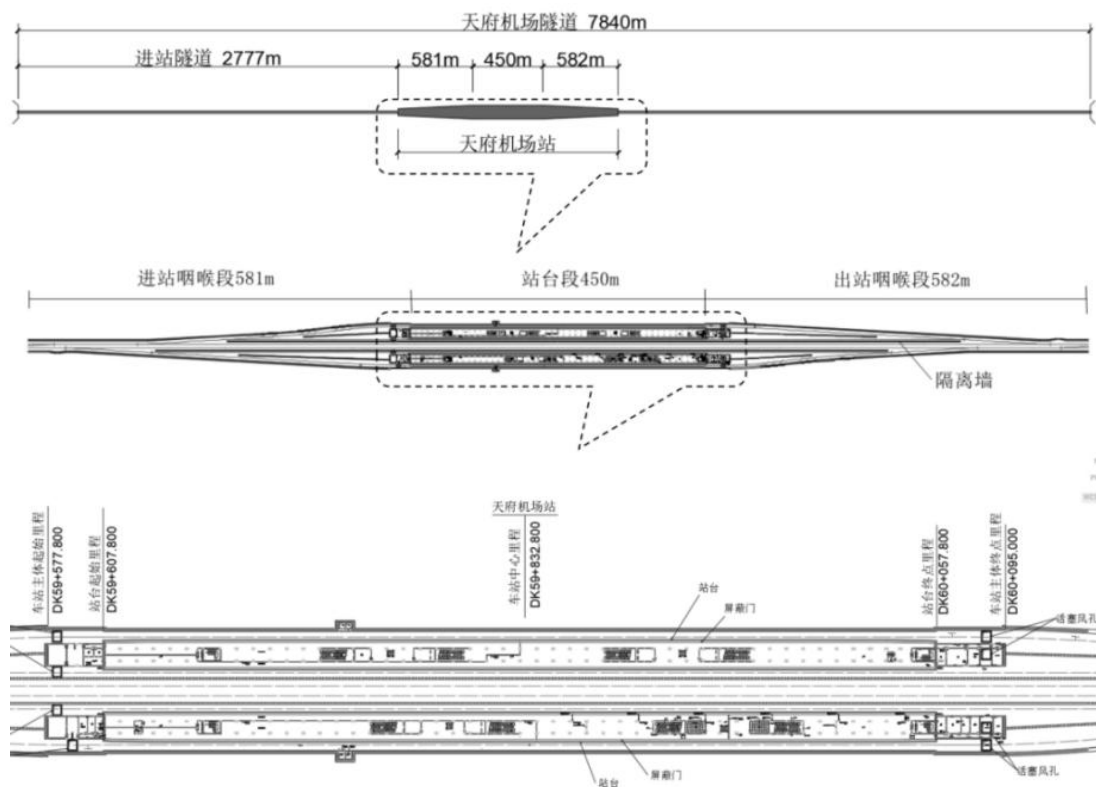 天府机场隧道 7840m
进站隧道 2777m
581m
450m
582m
天府机场站
进站咽喉段581m
站台段450m
出站咽喉段582m
隔离墙
车站主体起始里程
DK59+577.800
站台起始里程
DK59+607.800
天府机场站
车站中心里程
DK59+832.800
站台终点里程
DK60+057.800
车站主体终点里程
DK60+095.000
站台
屏蔽门
活塞风孔
站台
屏蔽门
活塞风孔